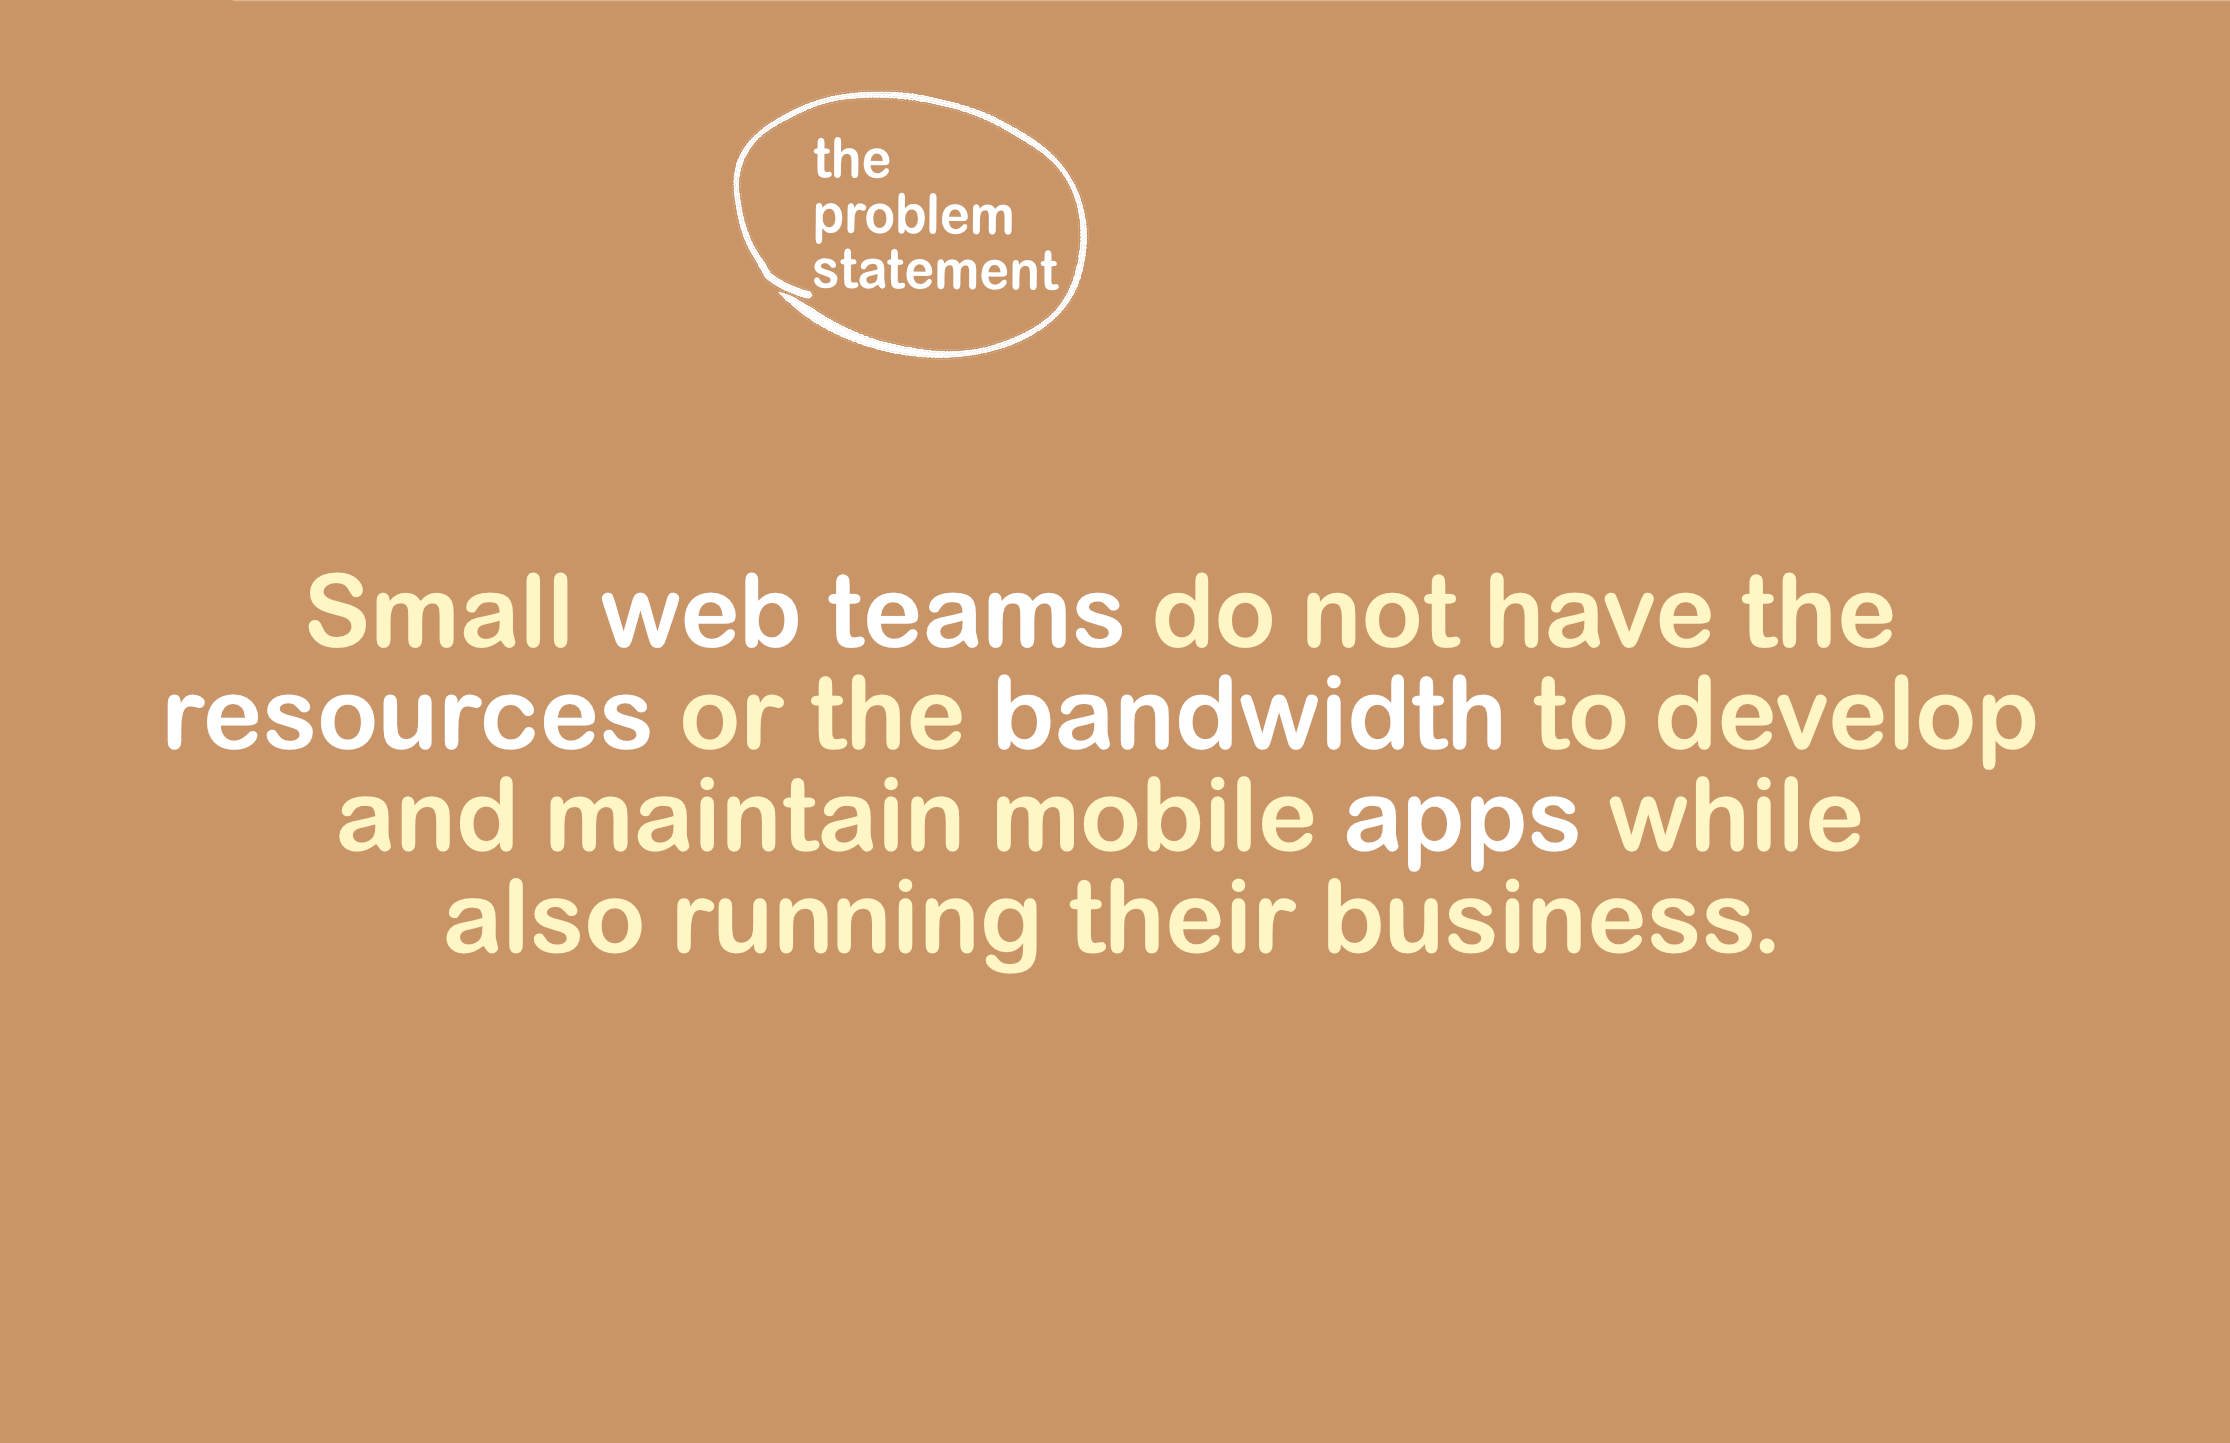 the
problem
statement
Small web teams do not have the
resources or the bandwidth to develop
and maintain mobile apps while
also running their business.